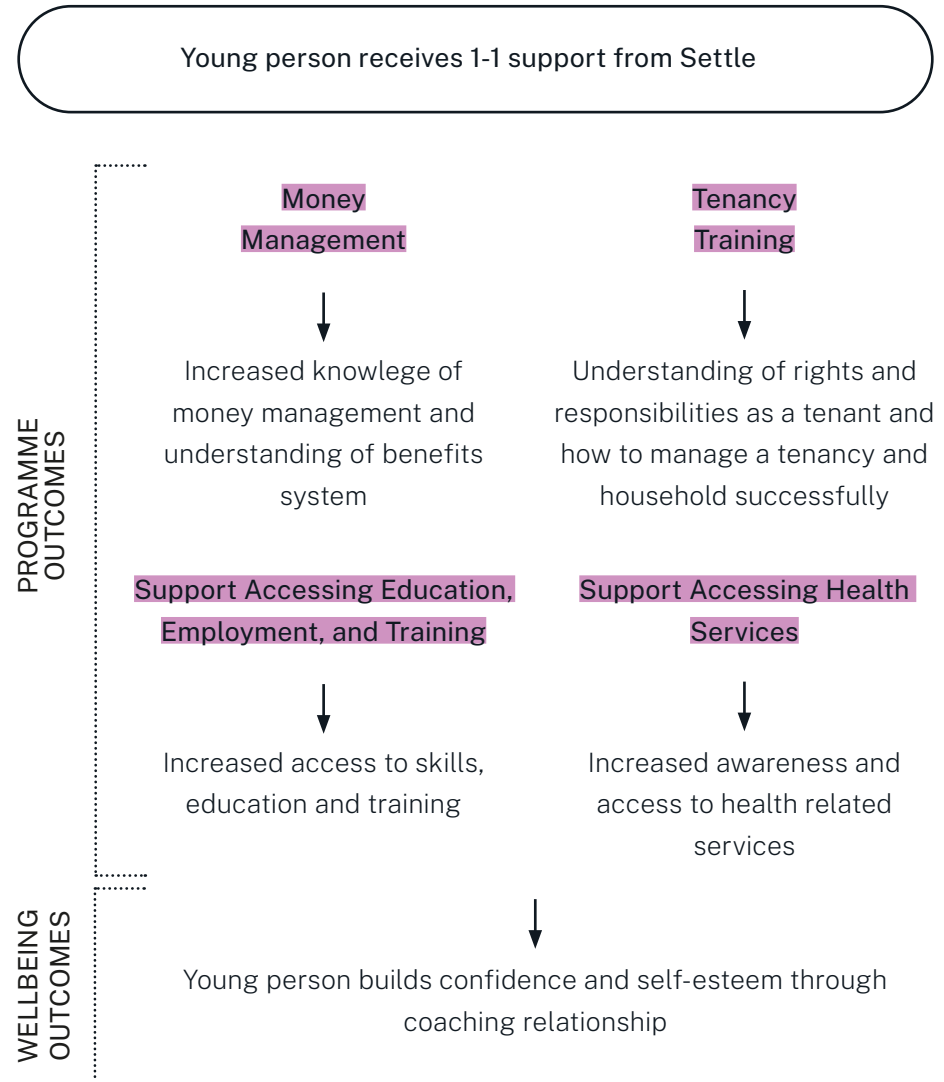 Young person receives 1-1 support from Settle
PROGRAMME
OUTCOMES
Money
Management
Increased knowlege of
money management and
understanding of benefits
system
Tenancy
Training
Understanding of rights and
responsibilities as a tenant and
how to manage a tenancy and
household successfully
Support Accessing Education,
Employment, and Training
Increased access to skills,
education and training
Support Accessing Health
Services
Increased awareness and
access to health related
services
WELLBEING
OUTCOMES
Young person builds confidence and self-esteem through
coaching relationship